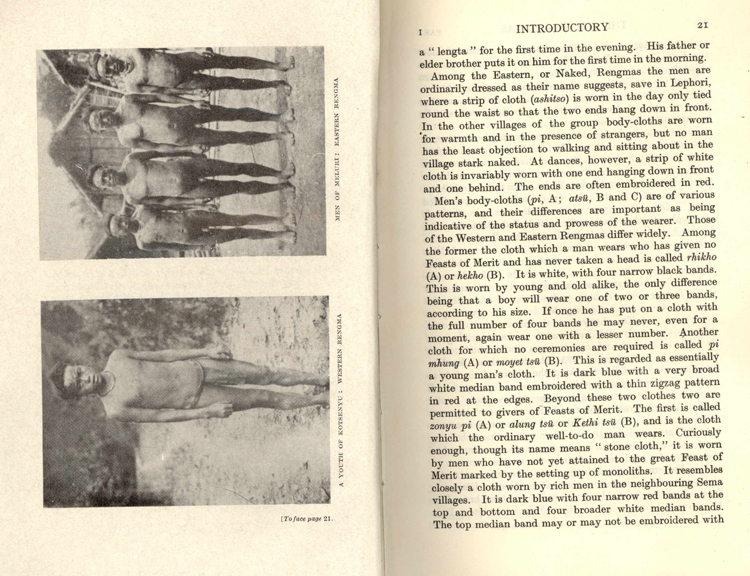 MEN OF MELURI: EASTERN RENGMA
A YOUTH OF KOTSENYU: WESTERN RENGMA
[To face page 21.
I
INTRODUCTORY
21
a " lengta " for the first time in the evening. His father or
elder brother puts it on him for the first time in the morning.
Among the Eastern, or Naked, Rengmas the men are
ordinarily dressed as their name suggests, save in Lephori,
where a strip of cloth (ashitso) is worn in the day only tied
round the waist so that the two ends hang down in front.
In the other villages of the group body-cloths are worn
for warmth and in the presence of strangers, but no man
has the least objection to walking and sitting about in the
village stark naked. At dances, however, a strip of white
cloth is invariably worn with one end hanging down in front
and one behind. The ends are often embroidered in red.
Men's body-cloths (pi, A; atsü, B and C) are of various
patterns, and their differences are important as being
indicative of the status and prowess of the wearer. Those
of the Western and Eastern Rengmas differ widely. Among
the former the cloth which a man wears who has given no
Feasts of Merit and has never taken a head is called rhikho
(A) or hekho (B). It is white, with four narrow black bands.
This is worn by young and old alike, the only difference
being that a boy will wear one of two or three bands,
according to his size. If once he has put on a cloth with
the full number of four bands he may never, even for a
moment, again wear one with a lesser number. Another
cloth for which no ceremonies are required is called pi
mhung (A) or moyet tsü (B). This is regarded as essentially
a young man's cloth. It is dark blue with a very broad
white median band embroidered with a thin zigzag pattern
in red at the edges. Beyond these two clothes two are
permitted to givers of Feasts of Merit. The first is called
zonyu pi (A) or alung tsü or Kethi tsü (B), and is the cloth
which the ordinary well-to-do man wears. Curiously
enough, though its name means " stone cloth," it is worn
by men who have not yet attained to the great Feast of
Merit marked by the setting up of monoliths. It resembles
closely a cloth worn by rich men in the neighbouring Sema
villages. It is dark blue with four narrow red bands at the
top and bottom and four broader white median bands.
The top median band may or may not be embroidered with